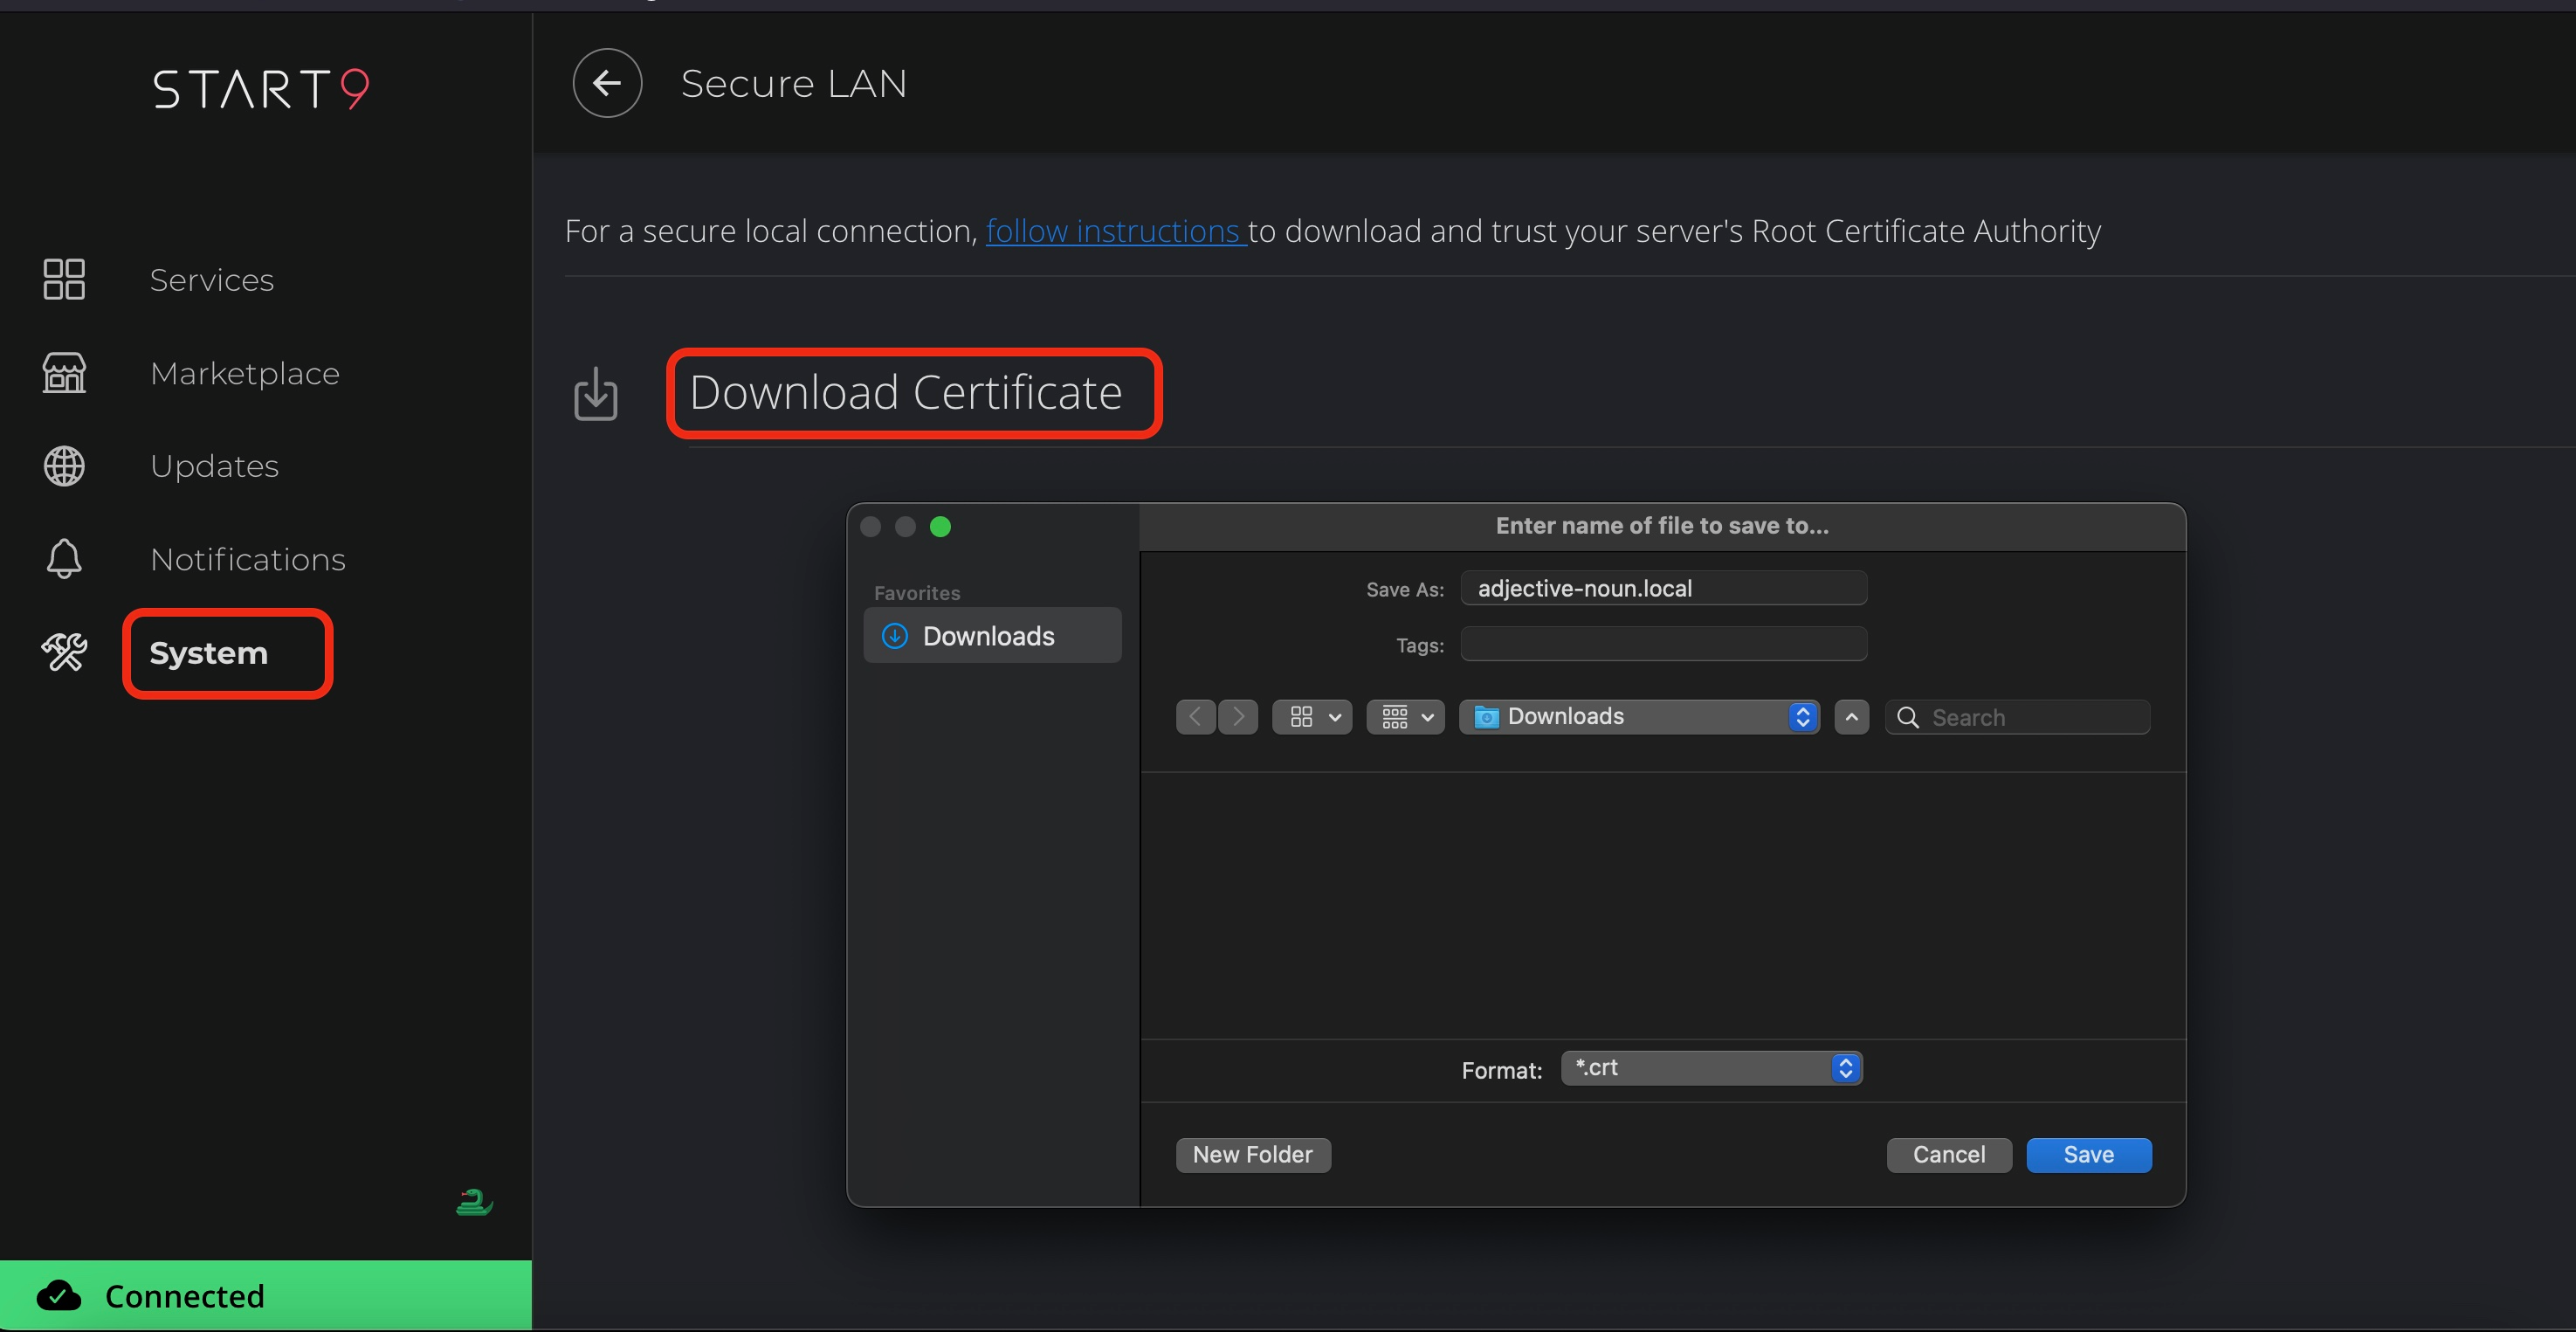 START9
Services
Marketplace
Updates
Notifications
System
Connected
Secure LAN
For a secure local connection, follow instructions to download and trust your server's Root Certificate Authority
Download Certificate
Enter name of file to save to...
Favorites
Downloads
Save As: adjective-noun.local
Tags:
Downloads
Search
Format: *.crt
New Folder
Cancel
Save